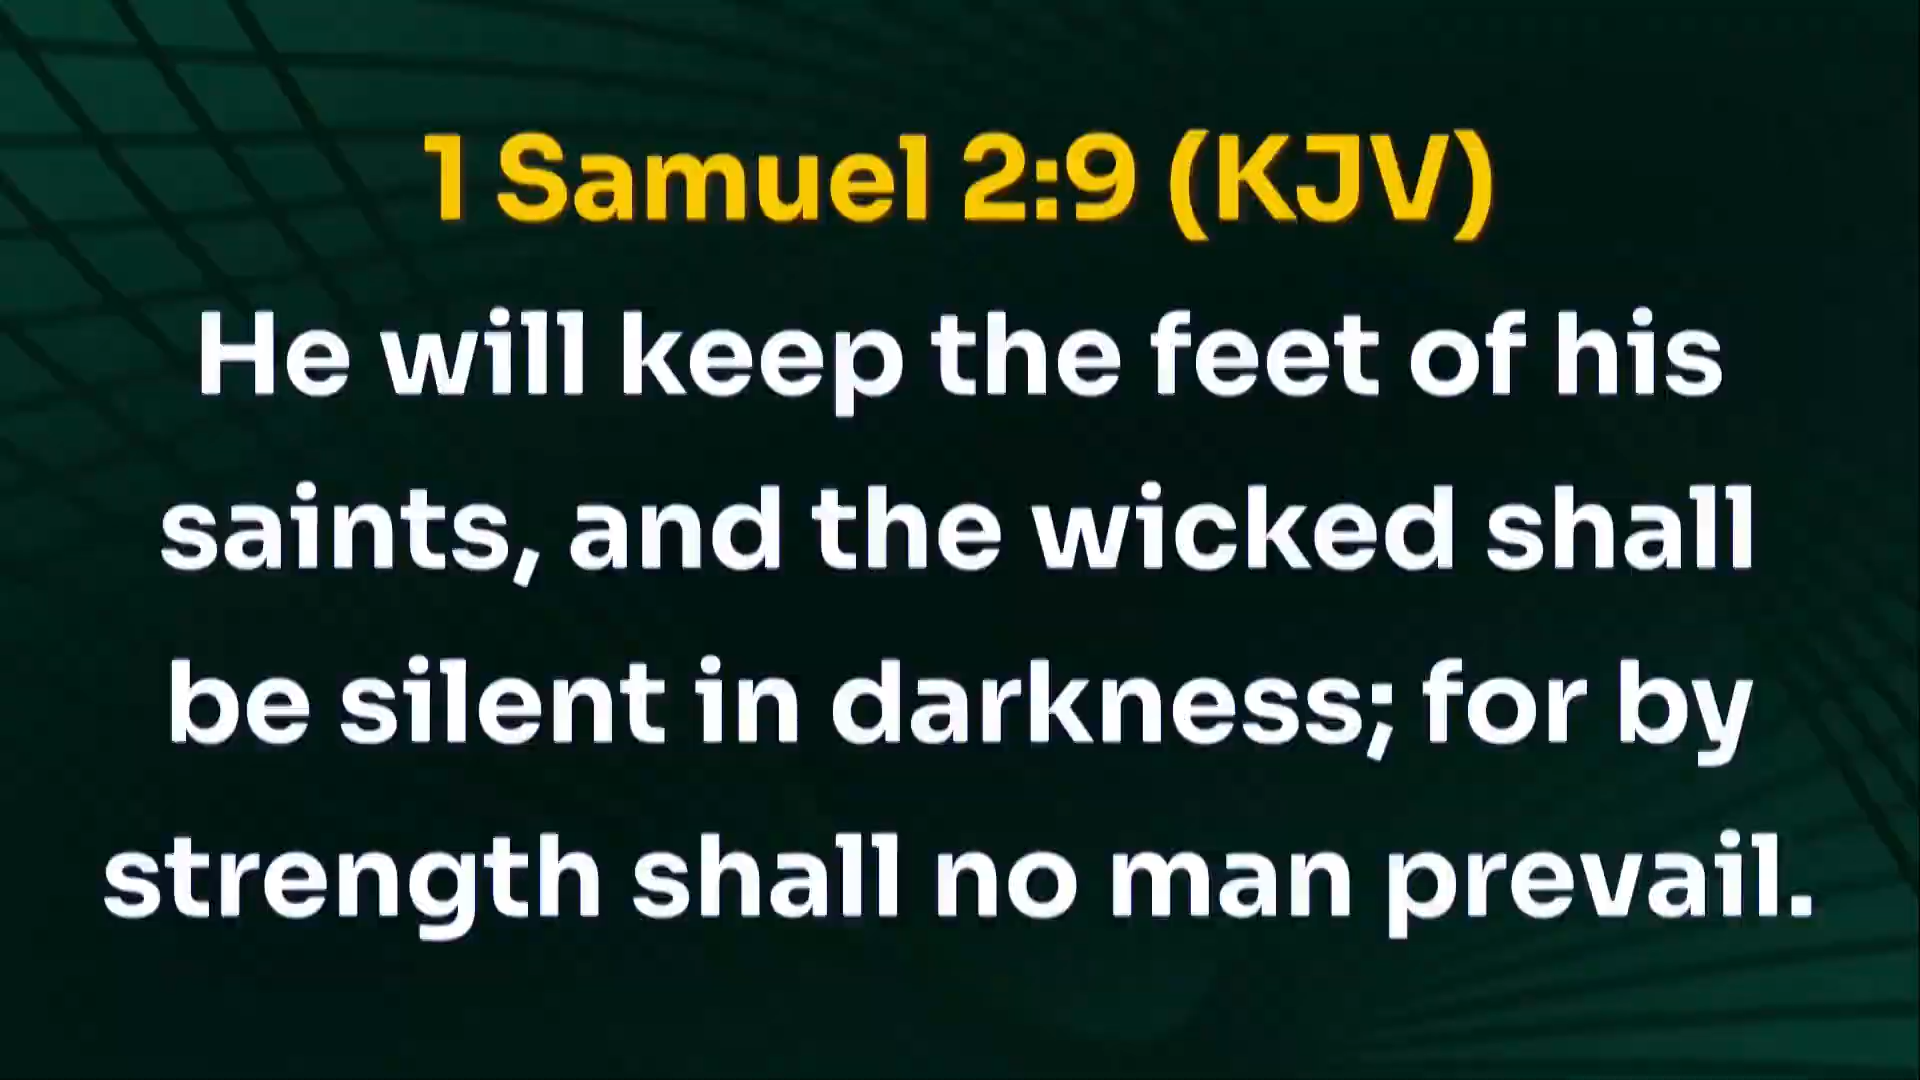 1 Samuel 2:9 (KJV)
He will keep the feet of his
saints, and the wicked shall
be silent in darkness; for by
strength shall no man prevail.